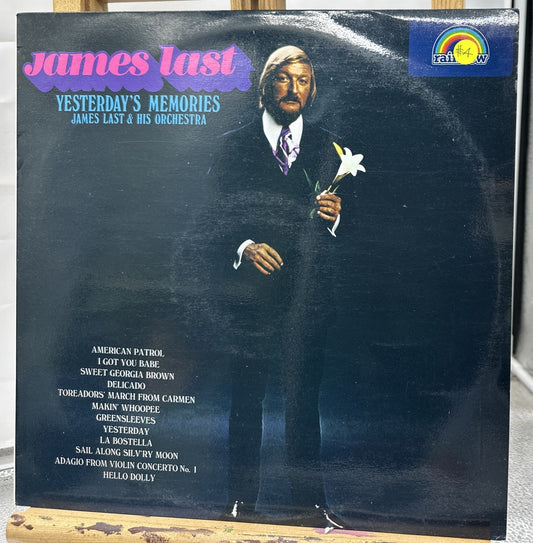 james last
YESTERDAY'S MEMORIES
JAMES LAST & HIS ORCHESTRA
$4
rainbow
AMERICAN PATROL
I GOT YOU BABE
SWEET GEORGIA BROWN
DELICADO
TOREADORS' MARCH FROM CARMEN
MAKIN' WHOOPEE
GREENSLEEVES
YESTERDAY
LA BOSTELLA
SAIL ALONG SILV'RY MOON
ADAGIO FROM VIOLIN CONCERTO No. 1
HELLO DOLLY